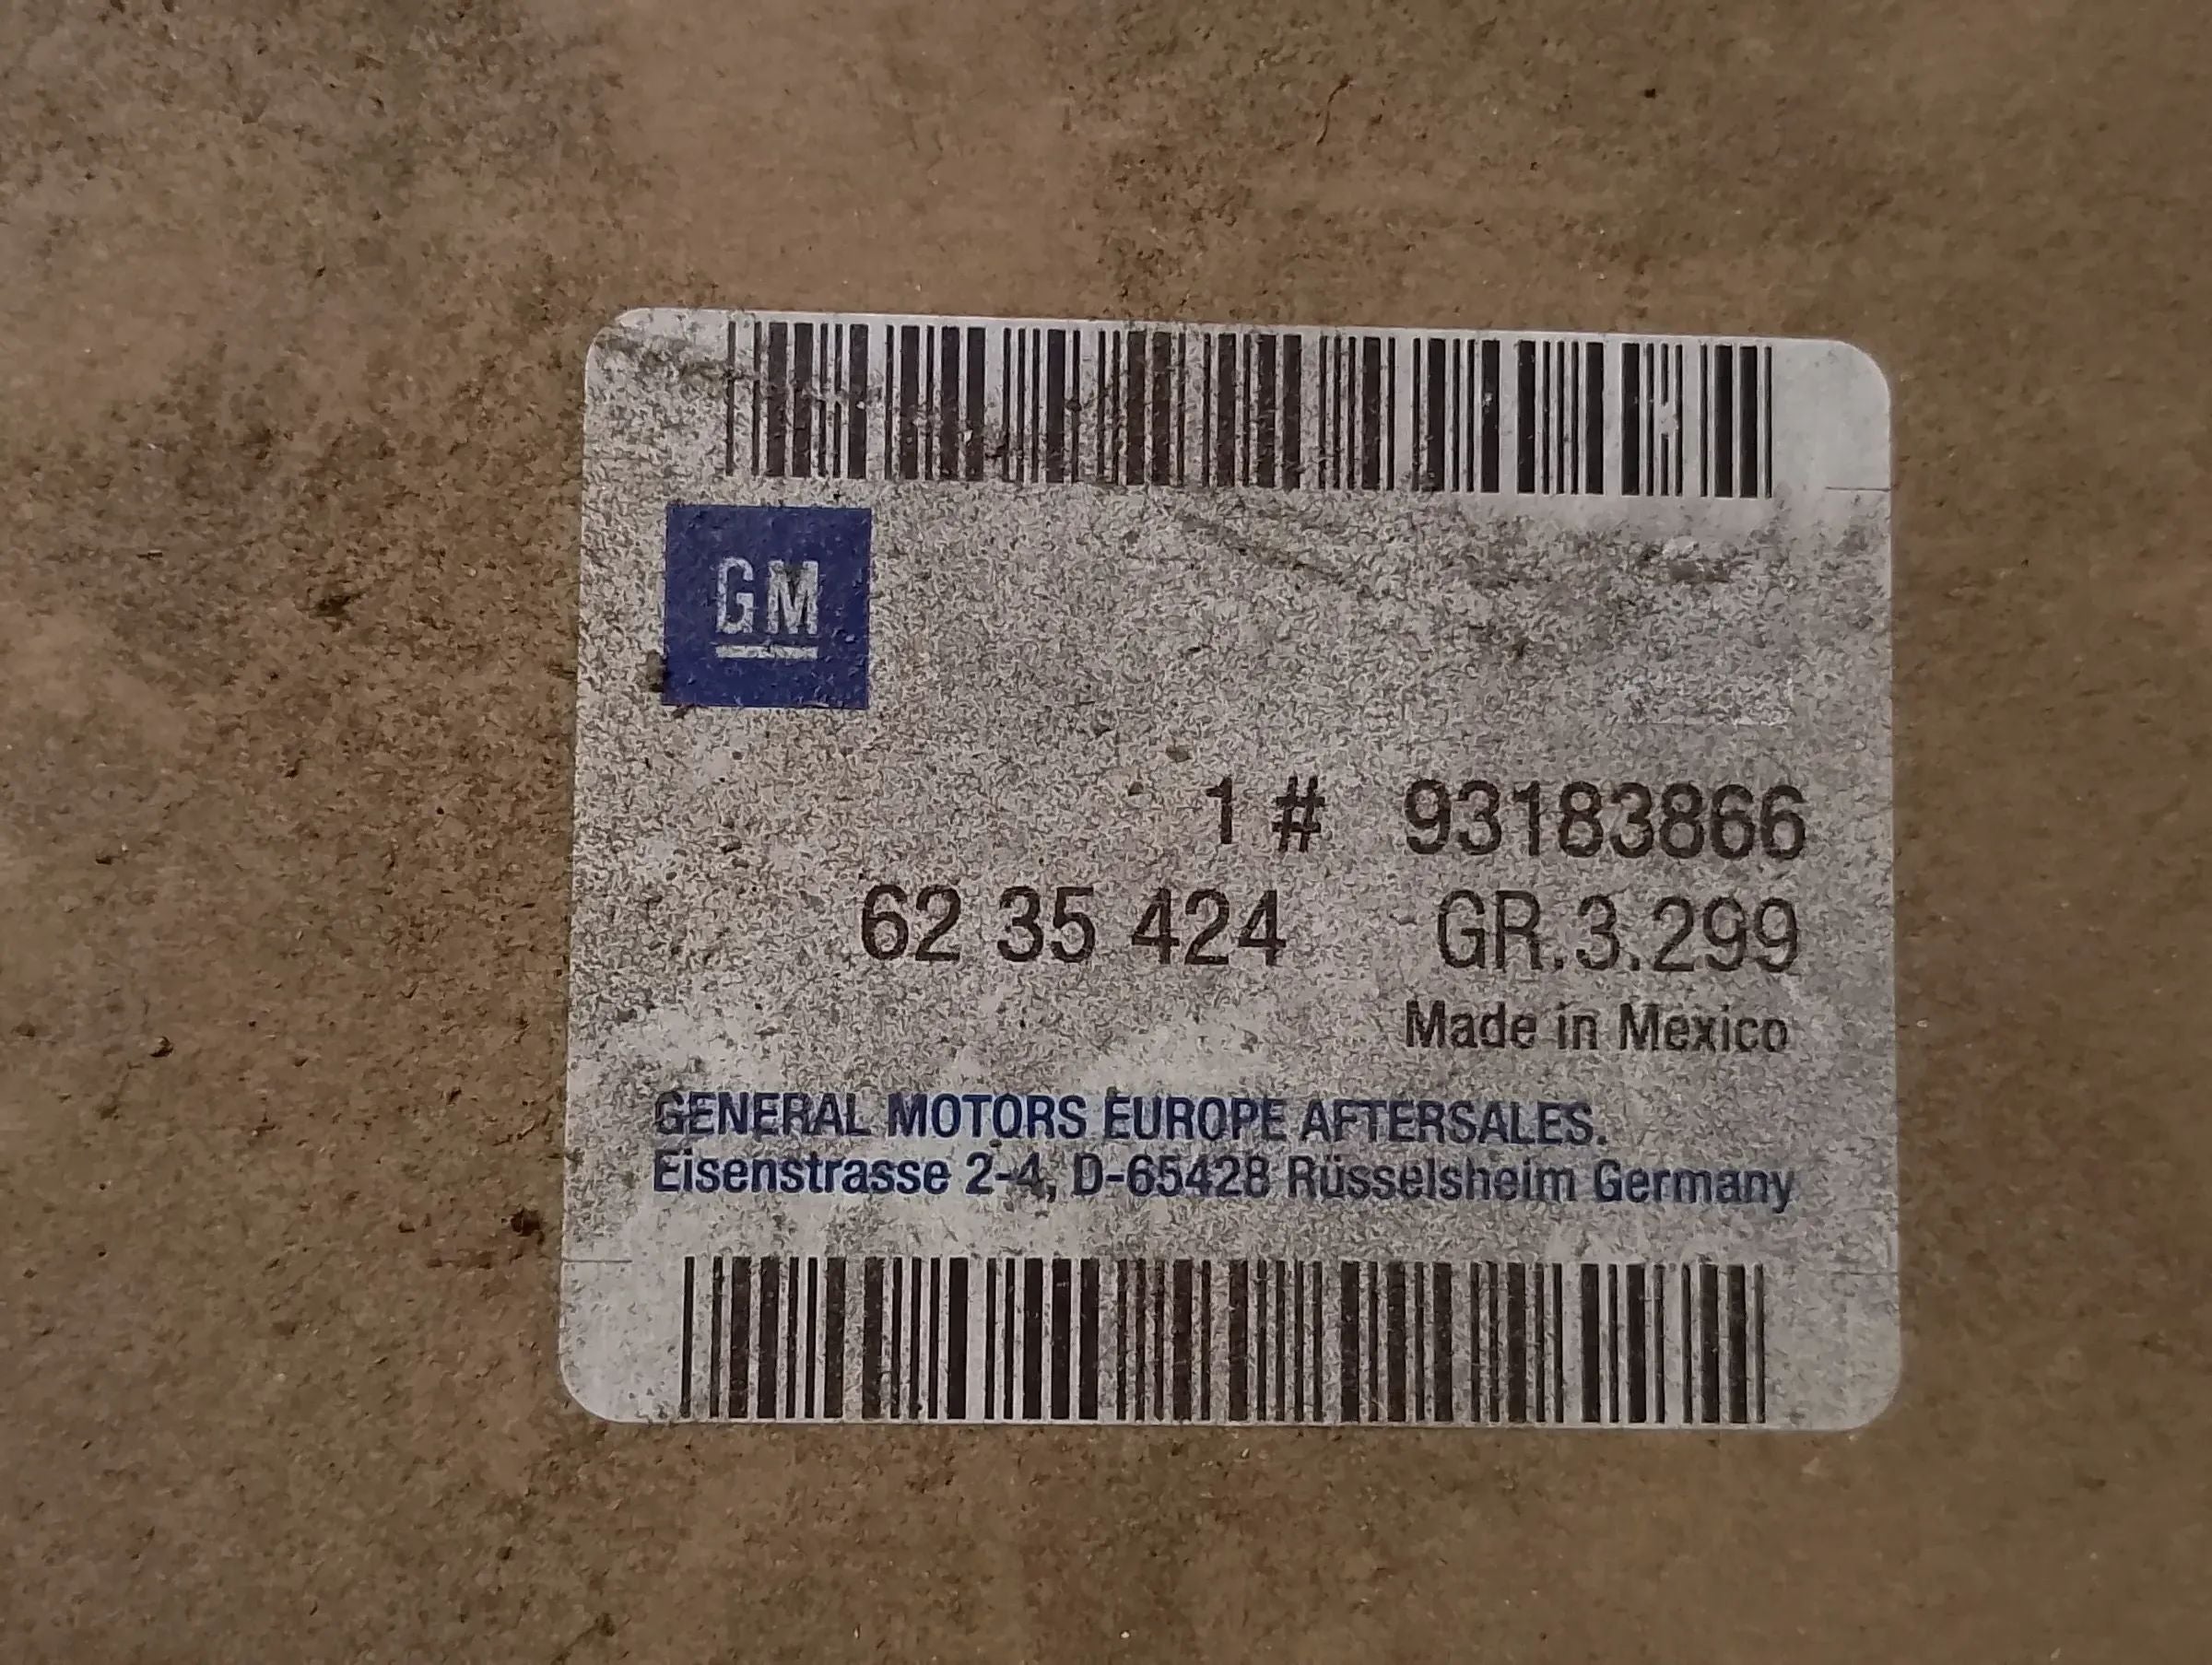 GM
1 # 93183866
62 35 424 GR.3.299
Made in Mexico
GENERAL MOTORS EUROPE AFTERSALES.
Eisenstrasse 2-4, D-65428 Rüsselsheim Germany